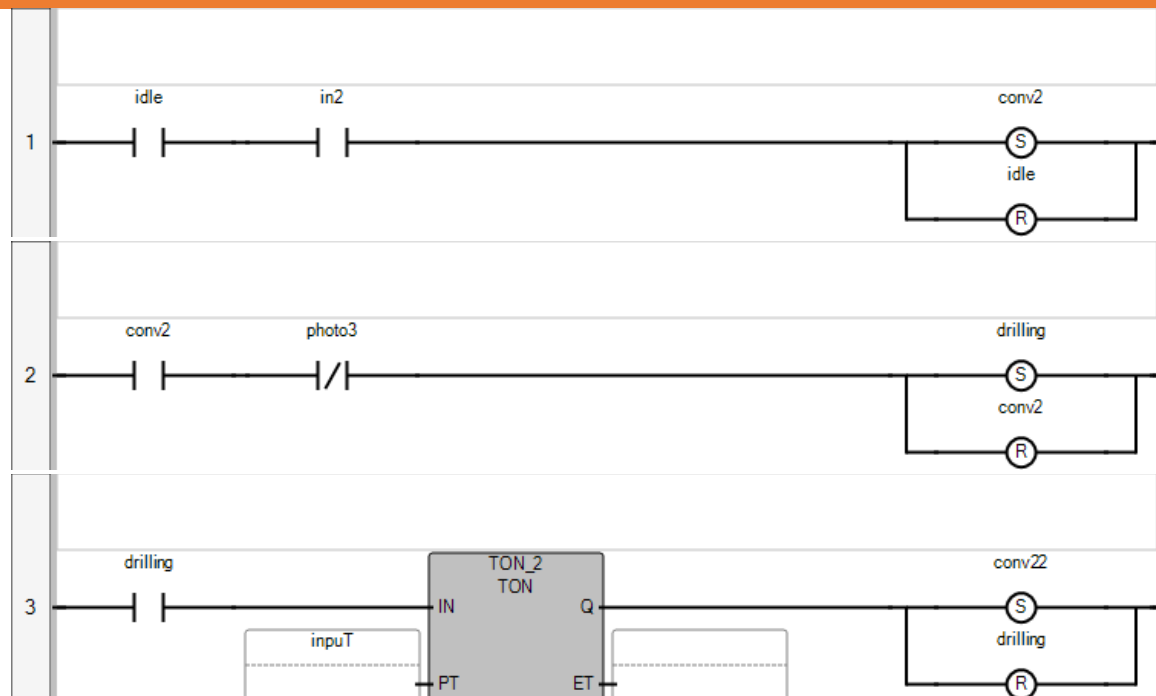 idle in2 conv2
1 S
idle
R
conv2 photo3 drilling
2 S
conv2
R
drilling TON_2 conv22
TON
3 IN Q S
inpuT drilling
PT ET R